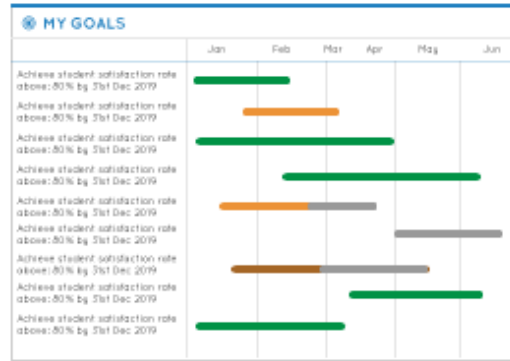 MY GOALS
Jan Feb Mar Apr May Jun
Achieve student satisfaction rate
above: 80% by 31st Dec 2019
Achieve student satisfaction rate
above: 80% by 31st Dec 2019
Achieve student satisfaction rate
above: 80% by 31st Dec 2019
Achieve student satisfaction rate
above: 80% by 31st Dec 2019
Achieve student satisfaction rate
above: 80% by 31st Dec 2019
Achieve student satisfaction rate
above: 80% by 31st Dec 2019
Achieve student satisfaction rate
above: 80% by 31st Dec 2019
Achieve student satisfaction rate
above: 80% by 31st Dec 2019
Achieve student satisfaction rate
above: 80% by 31st Dec 2019